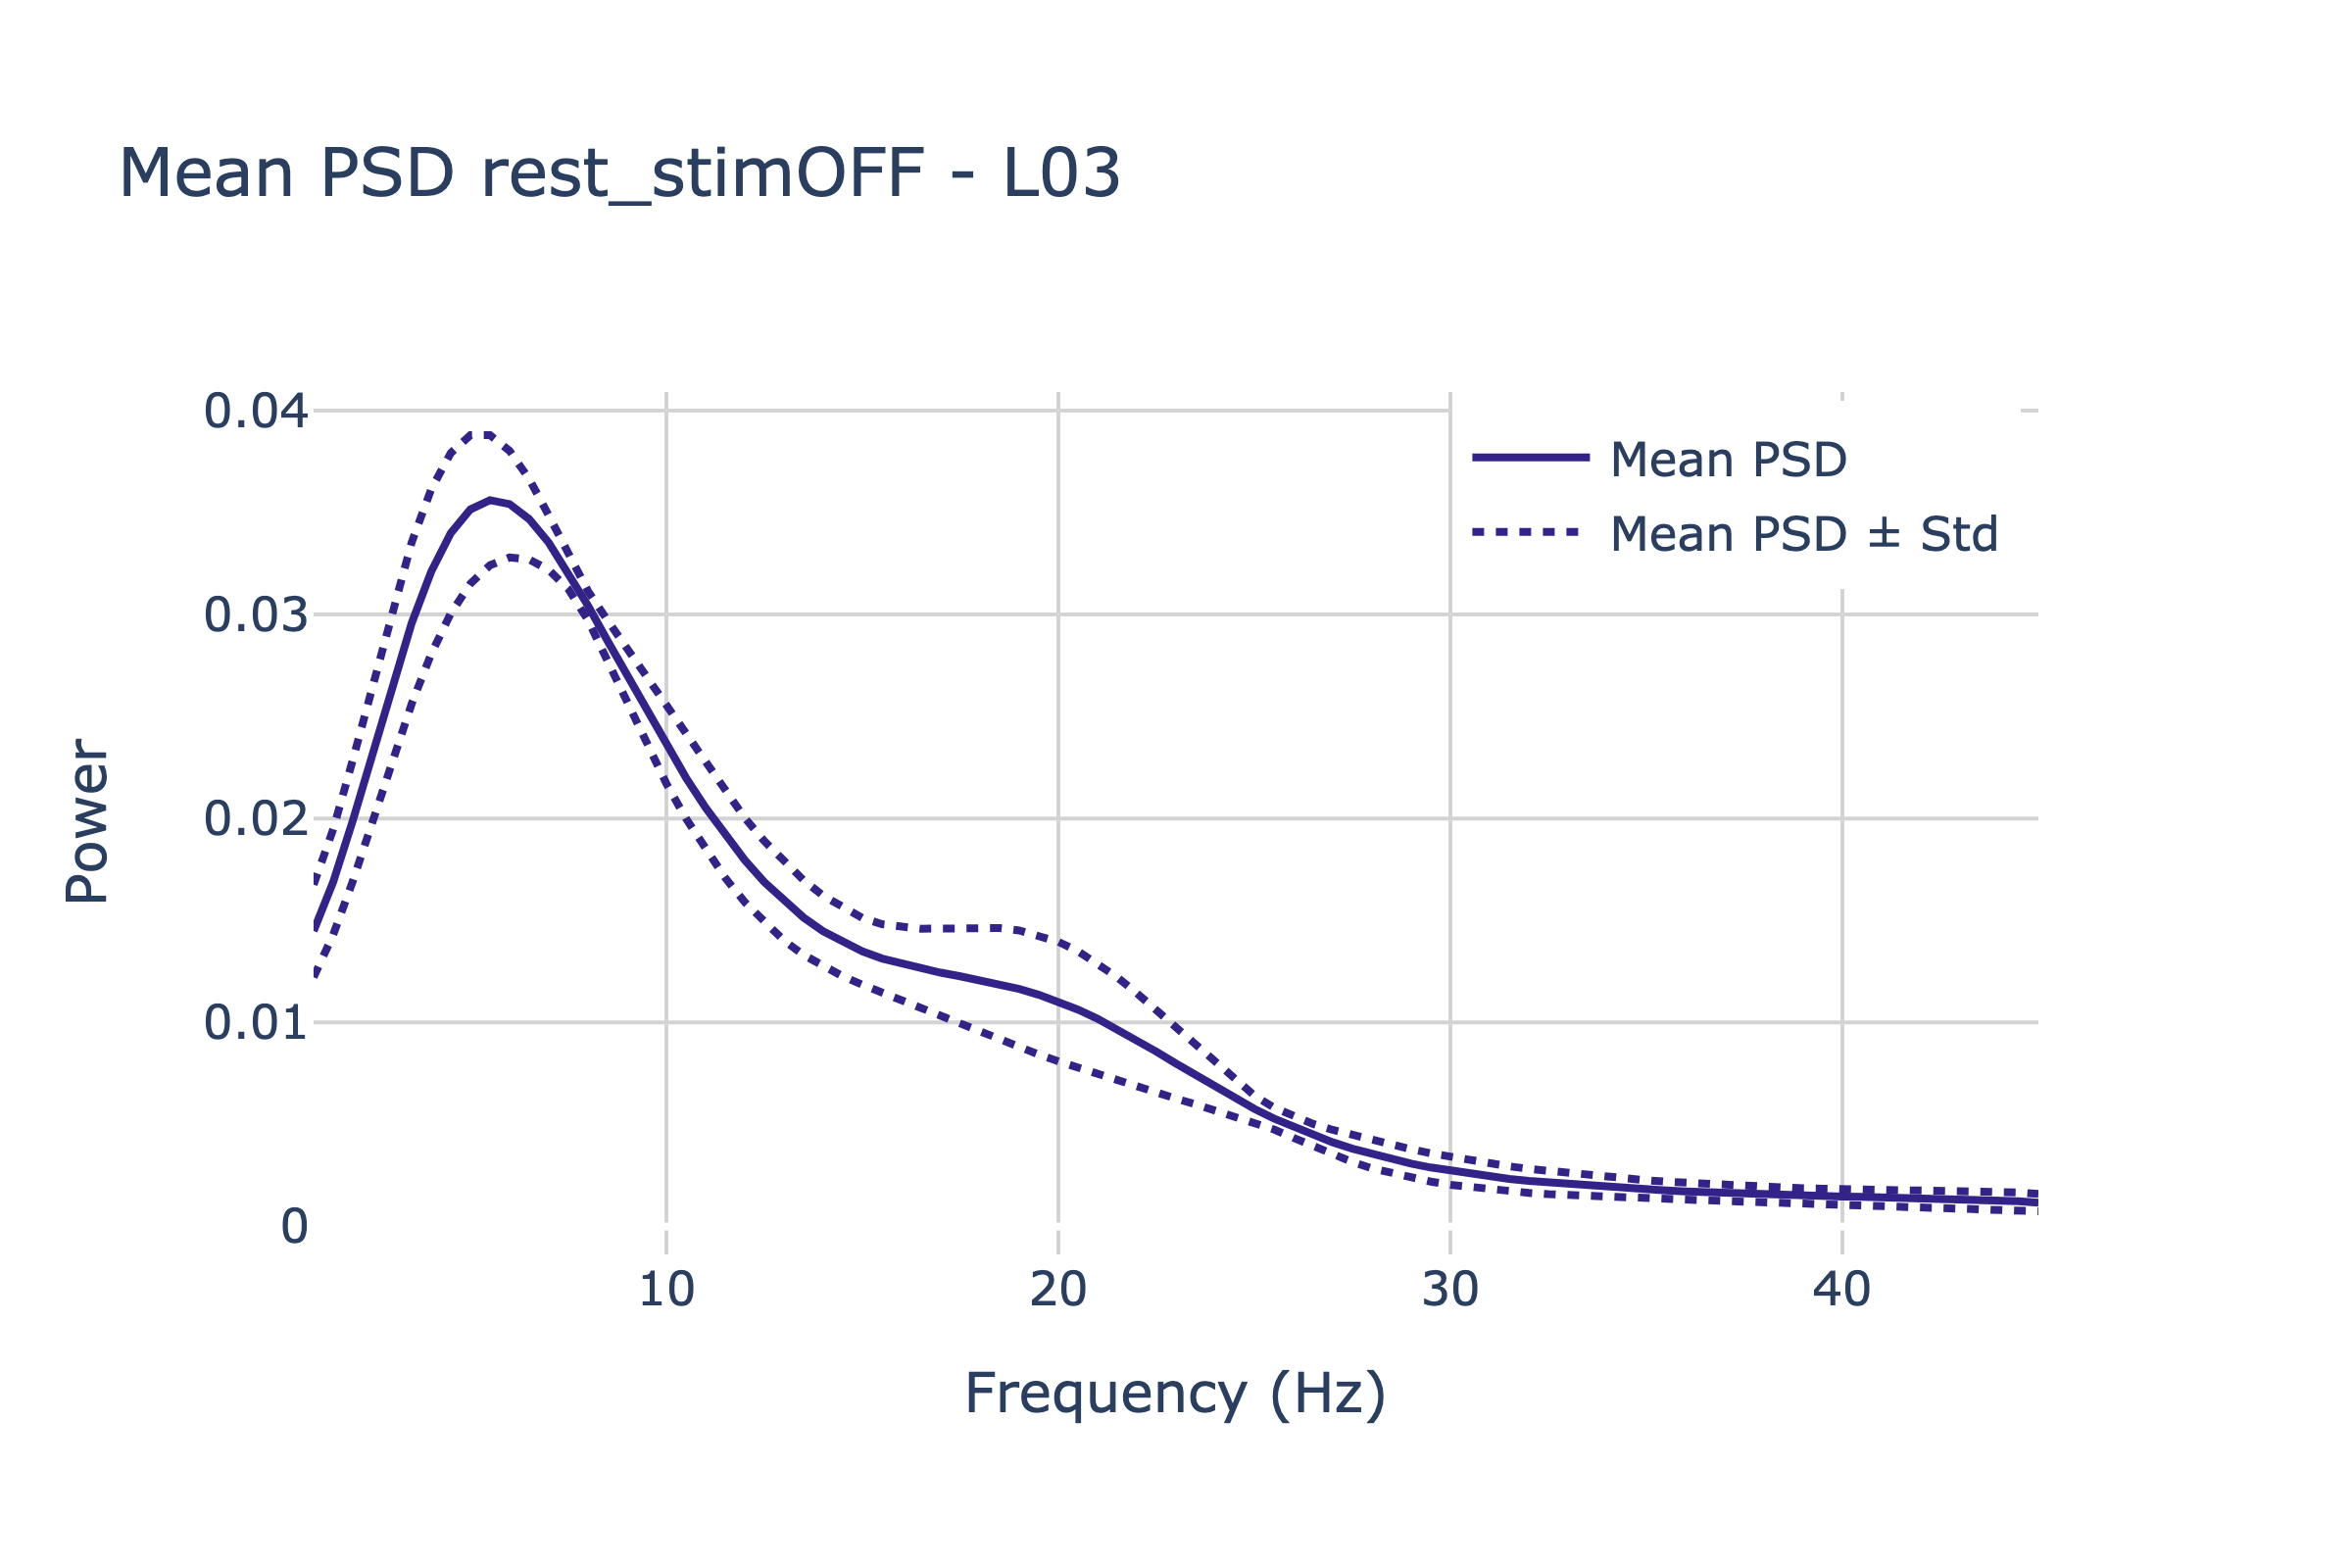 Mean PSD rest_stimOFF - L03
0.04
0.03
0.02
0.01
0
Power
Mean PSD
Mean PSD ± Std
10
20
30
40
Frequency (Hz)